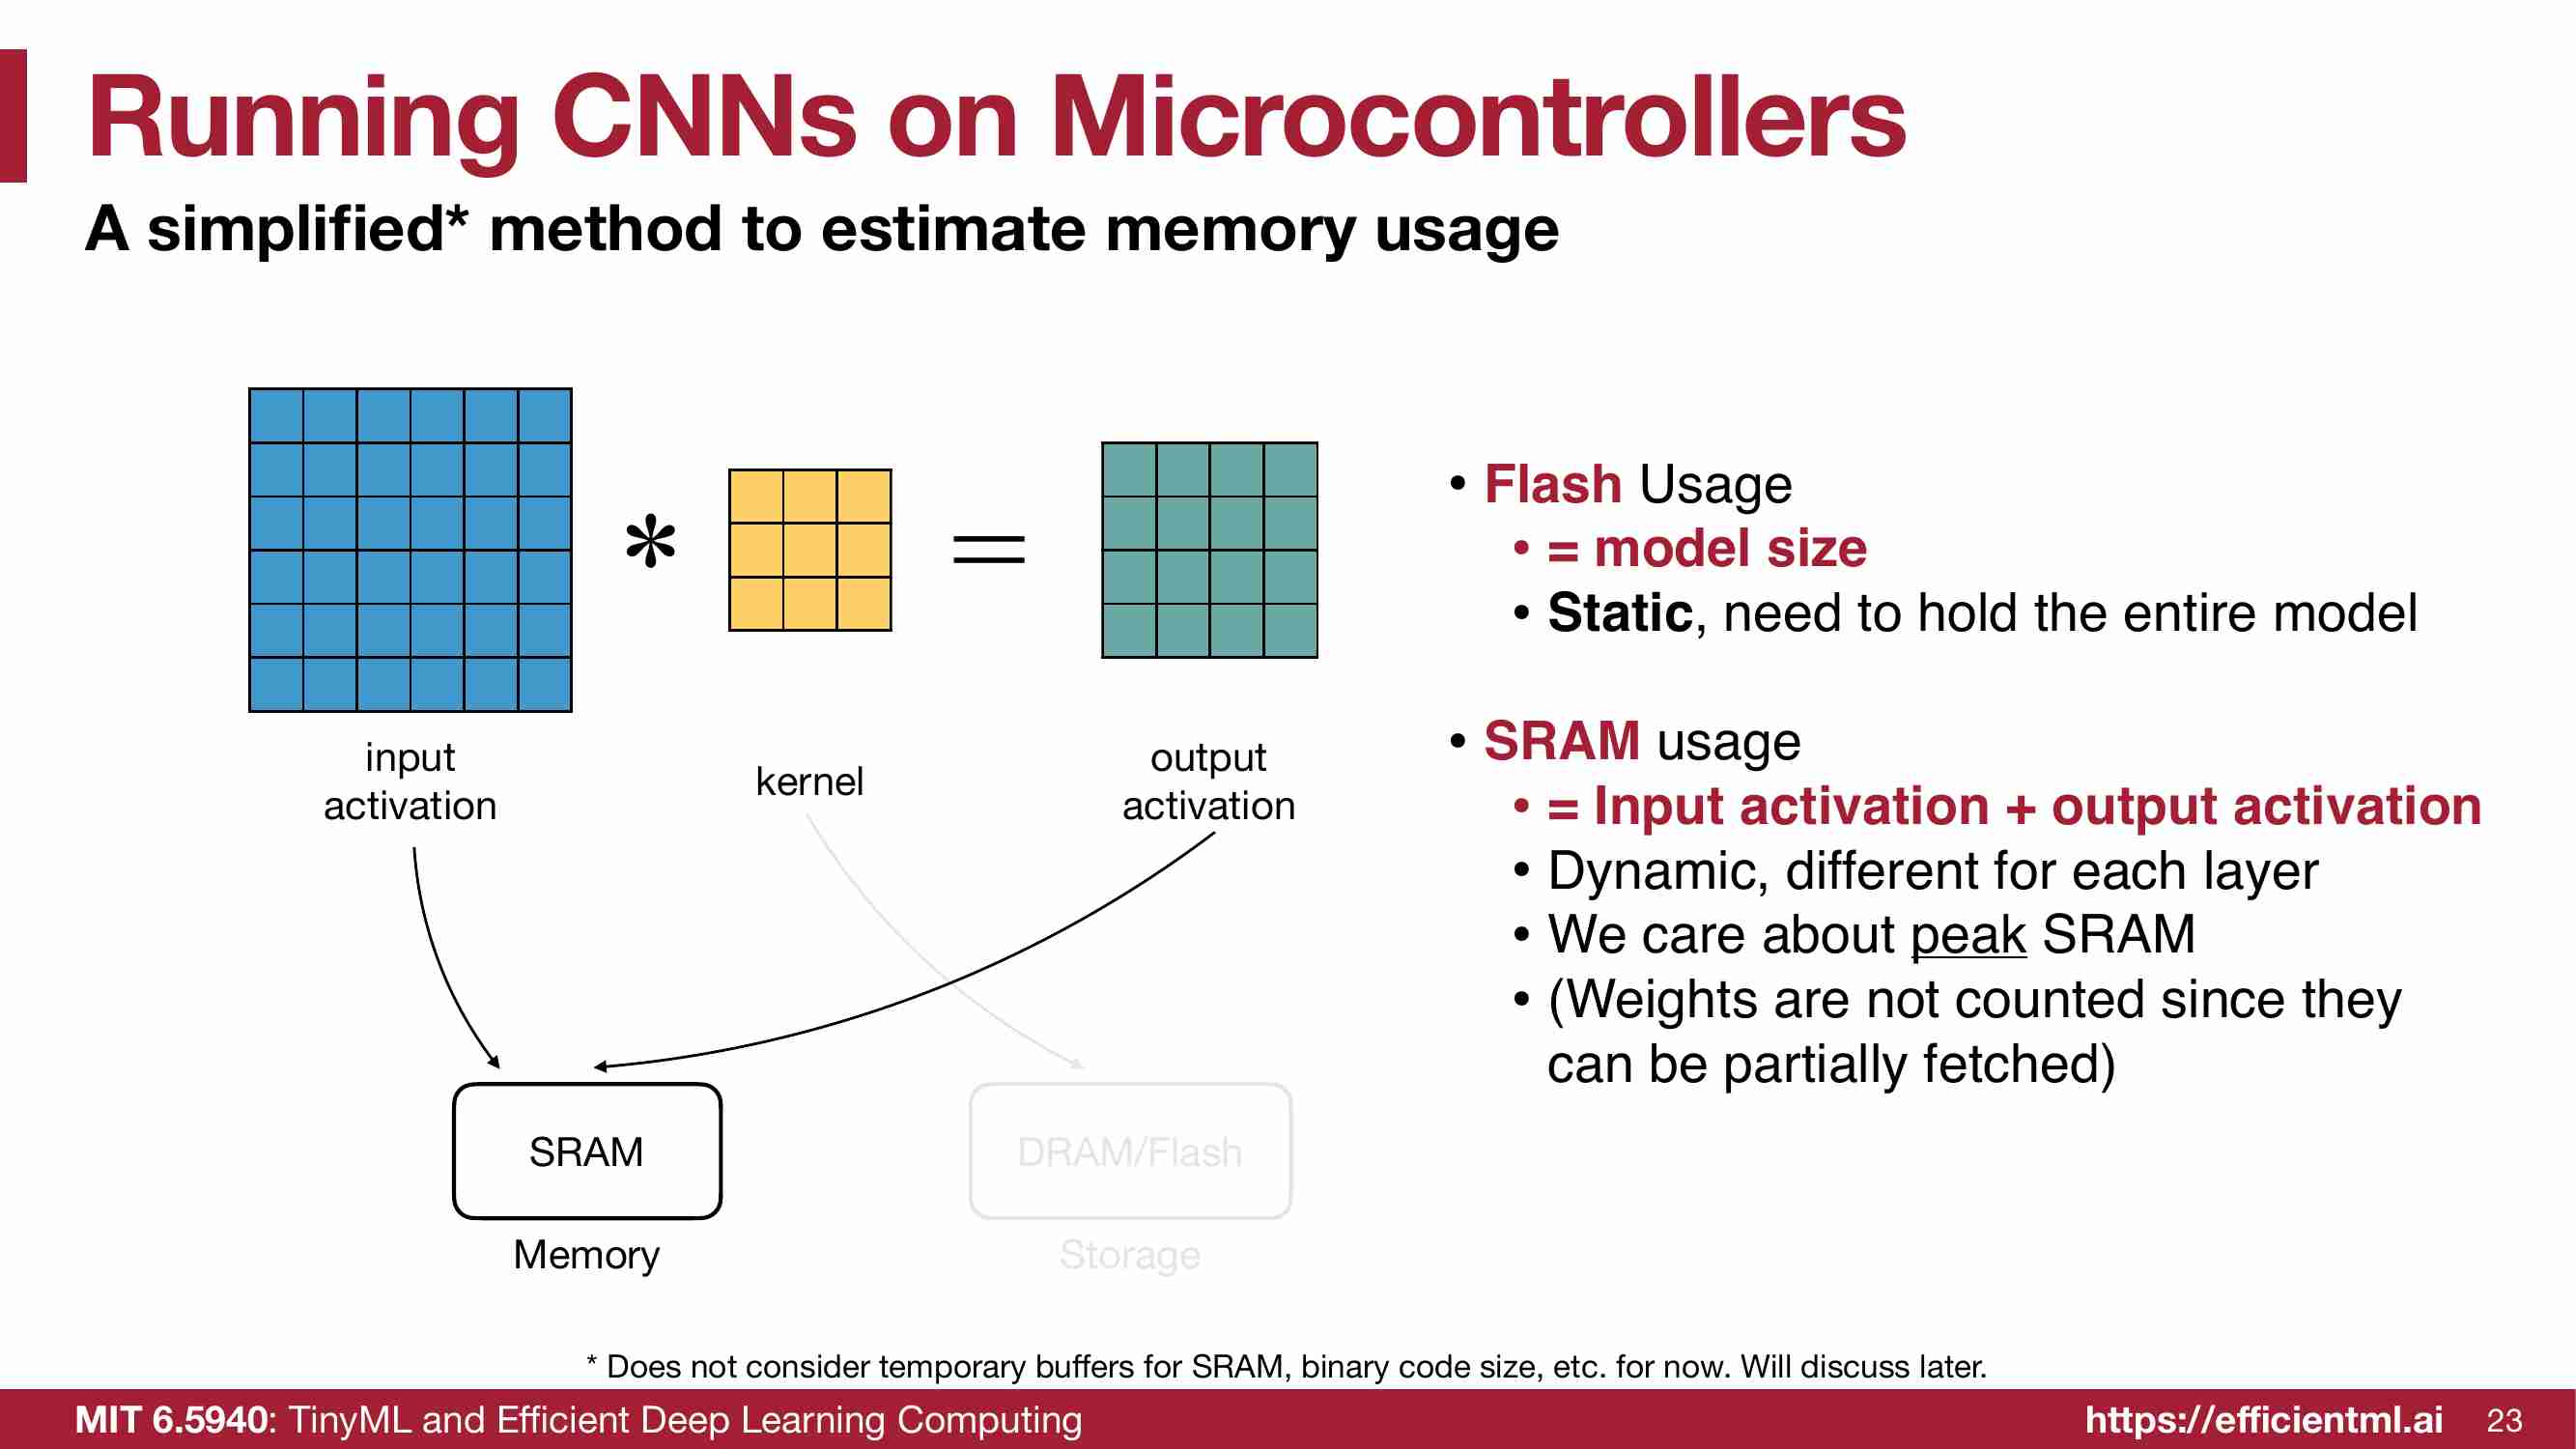 Running CNNs on Microcontrollers
A simplified* method to estimate memory usage
*
=
input
activation
kernel
output
activation
SRAM
Memory
DRAM/Flash
Storage
• Flash Usage
• = model size
• Static, need to hold the entire model
• SRAM usage
• = Input activation + output activation
• Dynamic, different for each layer
• We care about peak SRAM
• (Weights are not counted since they
can be partially fetched)
* Does not consider temporary buffers for SRAM, binary code size, etc. for now. Will discuss later.
MIT 6.5940: TinyML and Efficient Deep Learning Computing
https://efficientml.ai 23